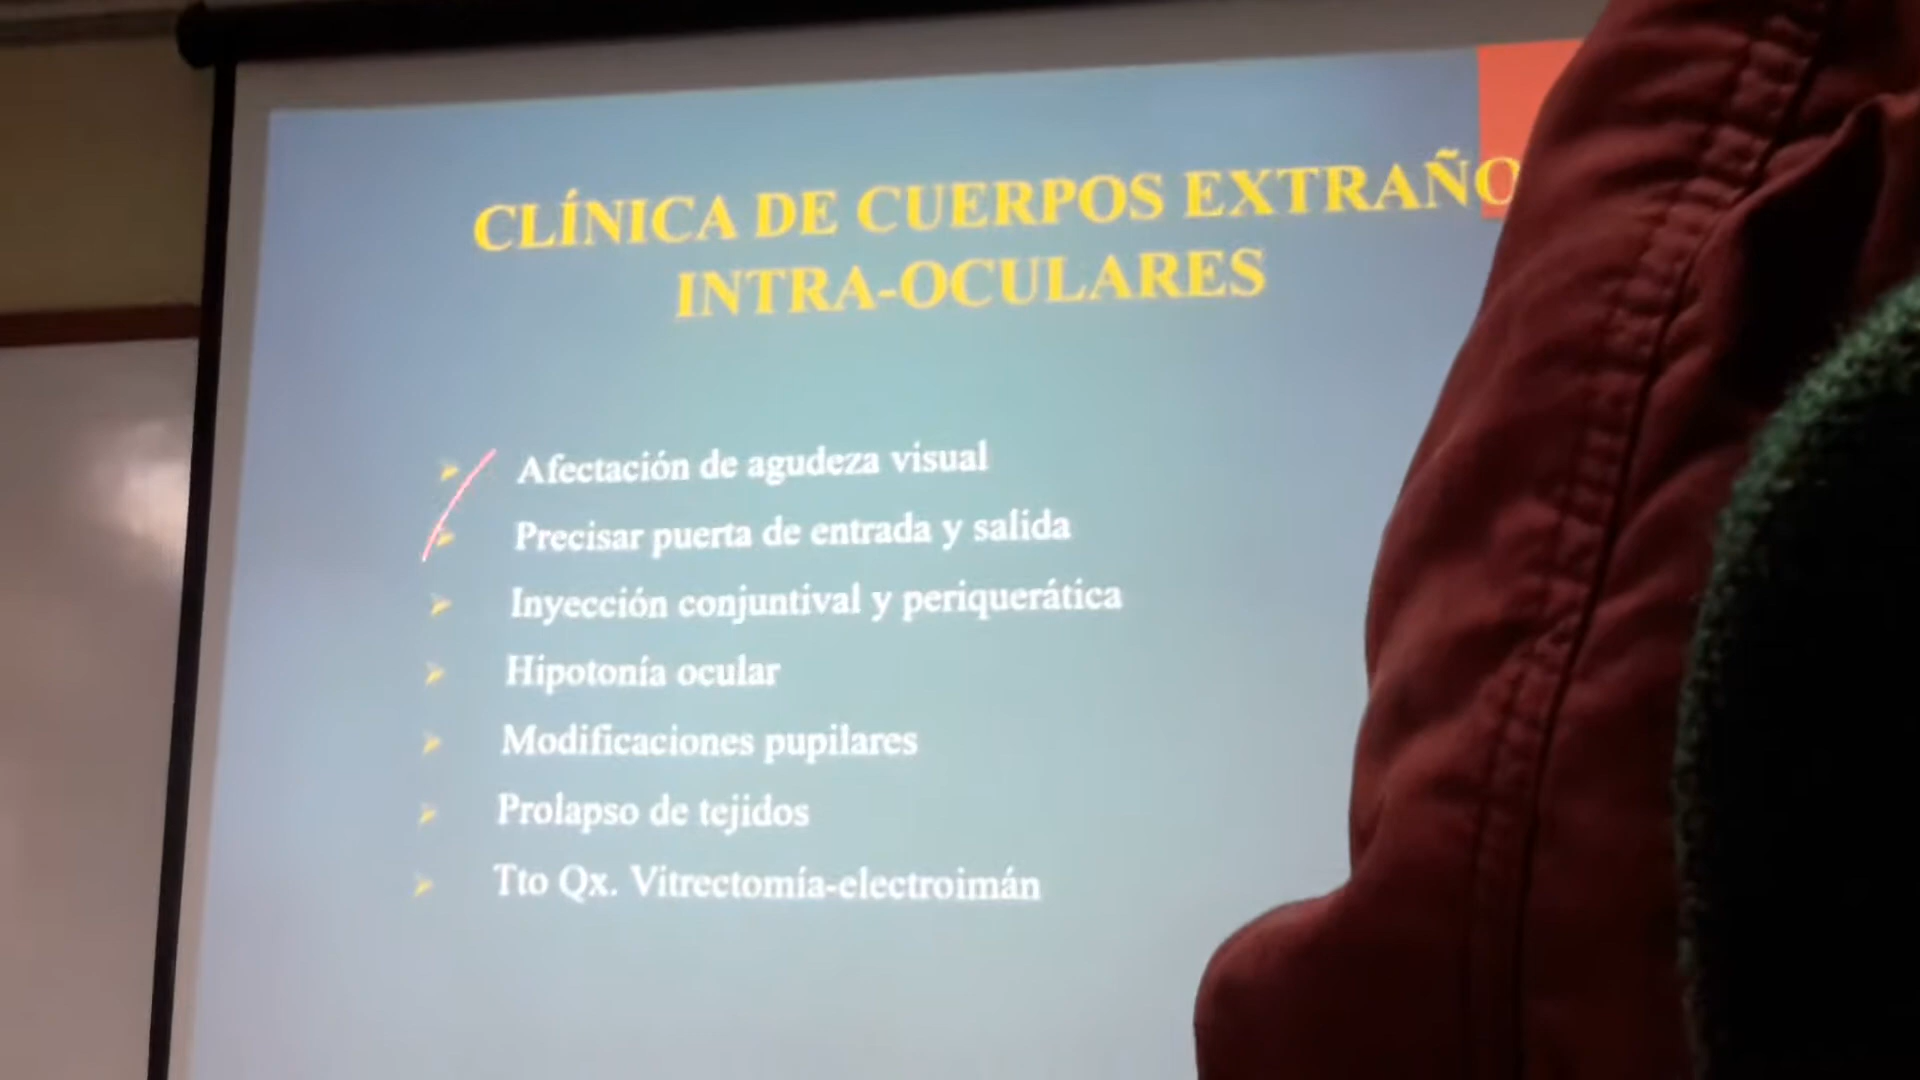 CLÍNICA DE CUERPOS EXTRAÑO
INTRA-OCULARES
Afectación de agudeza visual
Precisar puerta de entrada y salida
Inyección conjuntival y periquerática
Hipotonía ocular
Modificaciones pupilares
Prolapso de tejidos
Tto Qx. Vitrectomía-electroimán